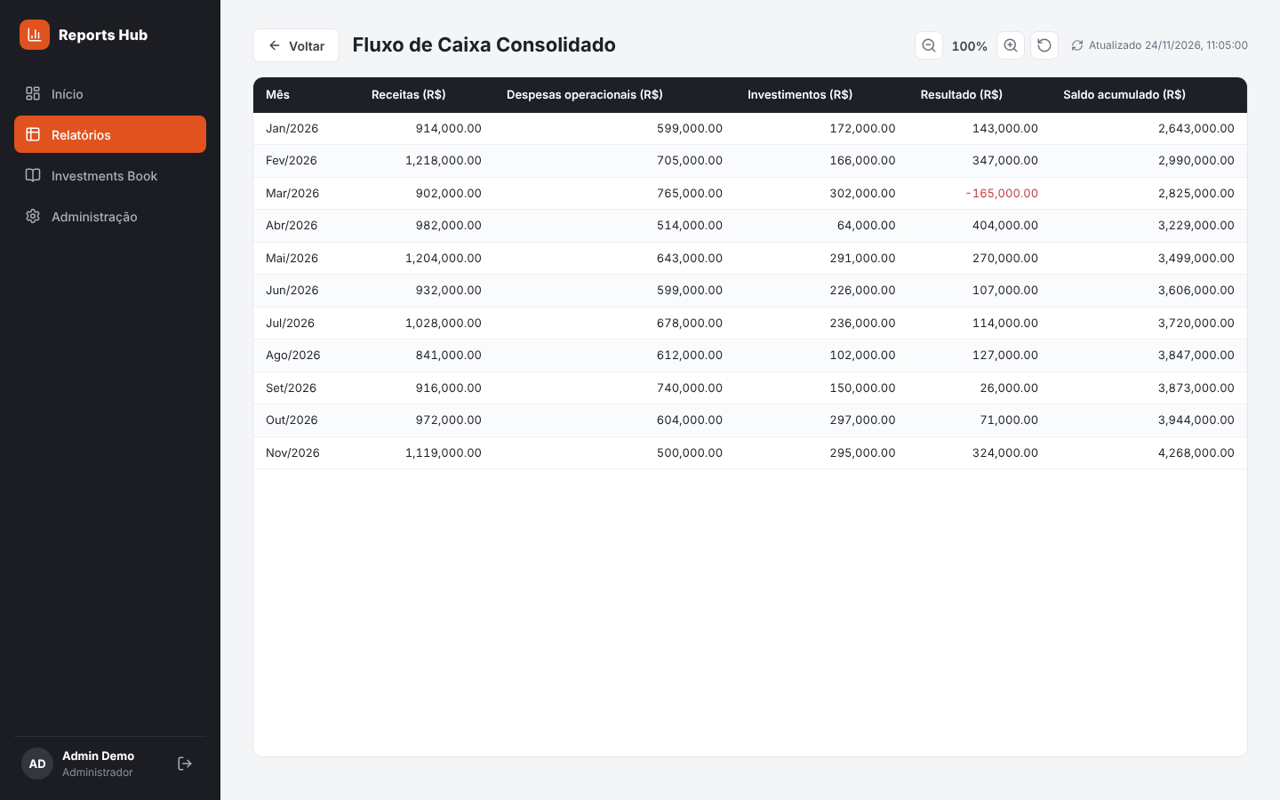 Reports Hub
Início
Relatórios
Investments Book
Administração
AD
Admin Demo
Administrador
Voltar
Fluxo de Caixa Consolidado
100%
Atualizado 24/11/2026, 11:05:00
Mês Receitas (R$) Despesas operacionais (R$) Investimentos (R$) Resultado (R$) Saldo acumulado (R$)
Jan/2026 914,000.00 599,000.00 172,000.00 143,000.00 2,643,000.00
Fev/2026 1,218,000.00 705,000.00 166,000.00 347,000.00 2,990,000.00
Mar/2026 902,000.00 765,000.00 302,000.00 -165,000.00 2,825,000.00
Abr/2026 982,000.00 514,000.00 64,000.00 404,000.00 3,229,000.00
Mai/2026 1,204,000.00 643,000.00 291,000.00 270,000.00 3,499,000.00
Jun/2026 932,000.00 599,000.00 226,000.00 107,000.00 3,606,000.00
Jul/2026 1,028,000.00 678,000.00 236,000.00 114,000.00 3,720,000.00
Ago/2026 841,000.00 612,000.00 102,000.00 127,000.00 3,847,000.00
Set/2026 916,000.00 740,000.00 150,000.00 26,000.00 3,873,000.00
Out/2026 972,000.00 604,000.00 297,000.00 71,000.00 3,944,000.00
Nov/2026 1,119,000.00 500,000.00 295,000.00 324,000.00 4,268,000.00